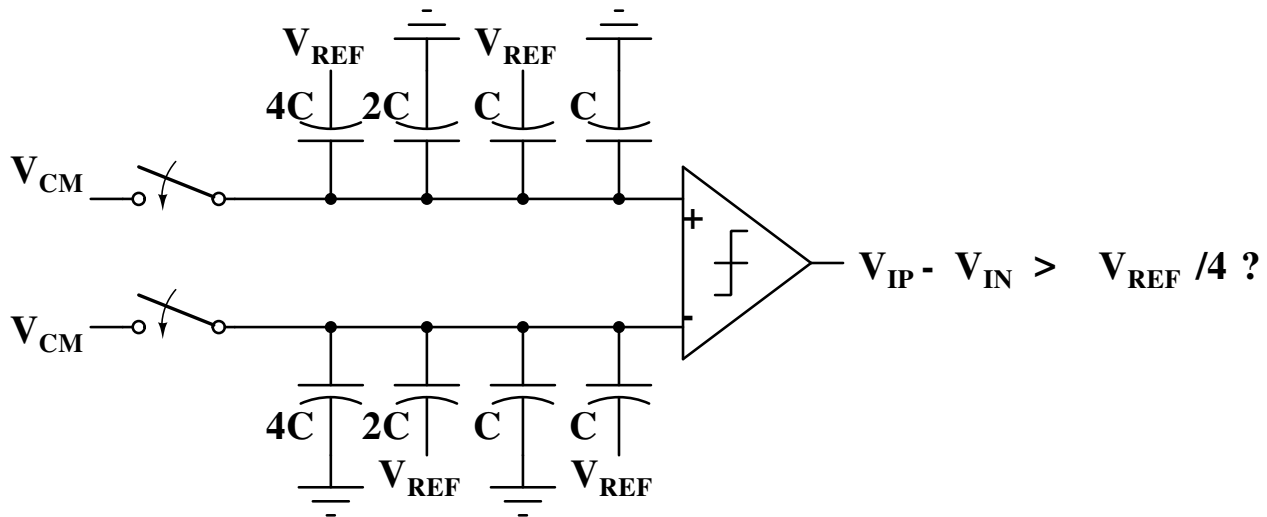 V_REF V_REF
4C 2C C C
V_CM
+
V_IP - V_IN > V_REF /4 ?
-
V_CM
4C 2C C C
V_REF V_REF